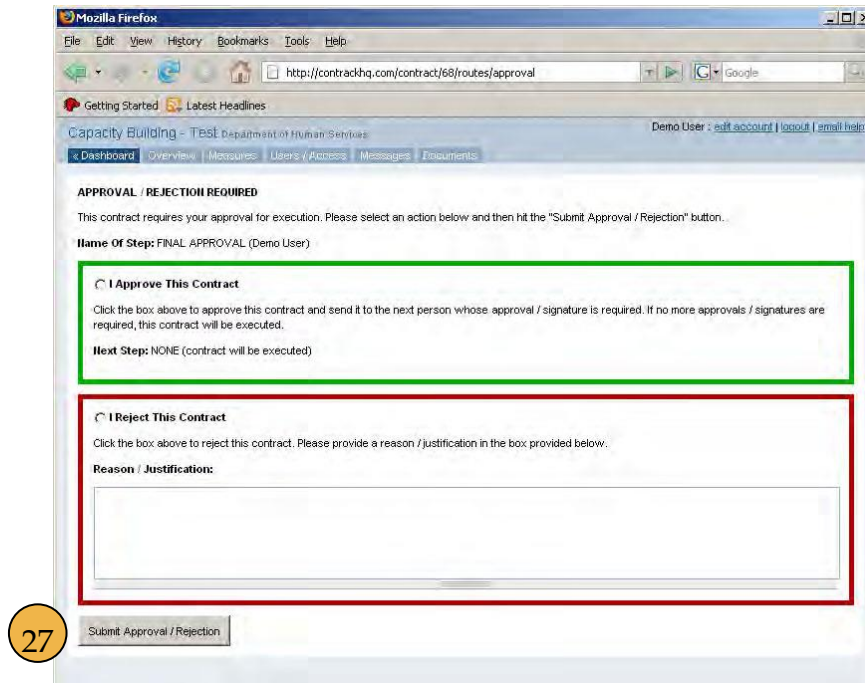 Mozilla Firefox
File Edit View History Bookmarks Tools Help
http://contrackhq.com/contract/68/routes/approval
G Google
Getting Started Latest Headlines
Capacity Building - Test Department of Human Services
Demo User : edit account | logout | email help
« Dashboard Overview Measures Users / Access Messages Documents
APPROVAL / REJECTION REQUIRED
This contract requires your approval for execution. Please select an action below and then hit the "Submit Approval / Rejection" button.
Name Of Step: FINAL APPROVAL (Demo User)
I Approve This Contract
Click the box above to approve this contract and send it to the next person whose approval / signature is required. If no more approvals / signatures are
required, this contract will be executed.
Next Step: NONE (contract will be executed)
I Reject This Contract
Click the box above to reject this contract. Please provide a reason / justification in the box provided below.
Reason / Justification:
27
Submit Approval / Rejection